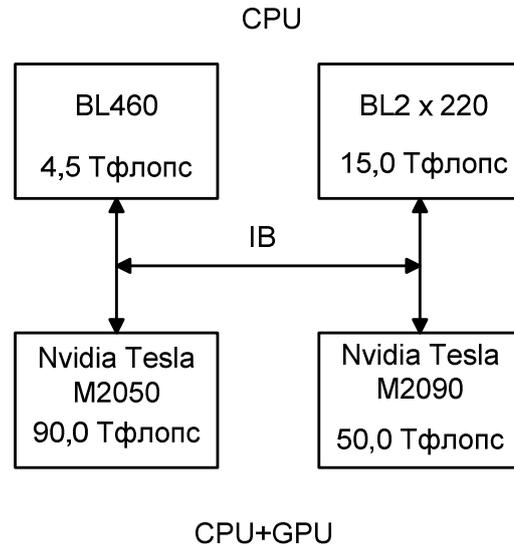 CPU
BL460
4,5 Тфлопс
BL2 x 220
15,0 Тфлопс
IB
Nvidia Tesla
M2050
90,0 Тфлопс
Nvidia Tesla
M2090
50,0 Тфлопс
CPU+GPU